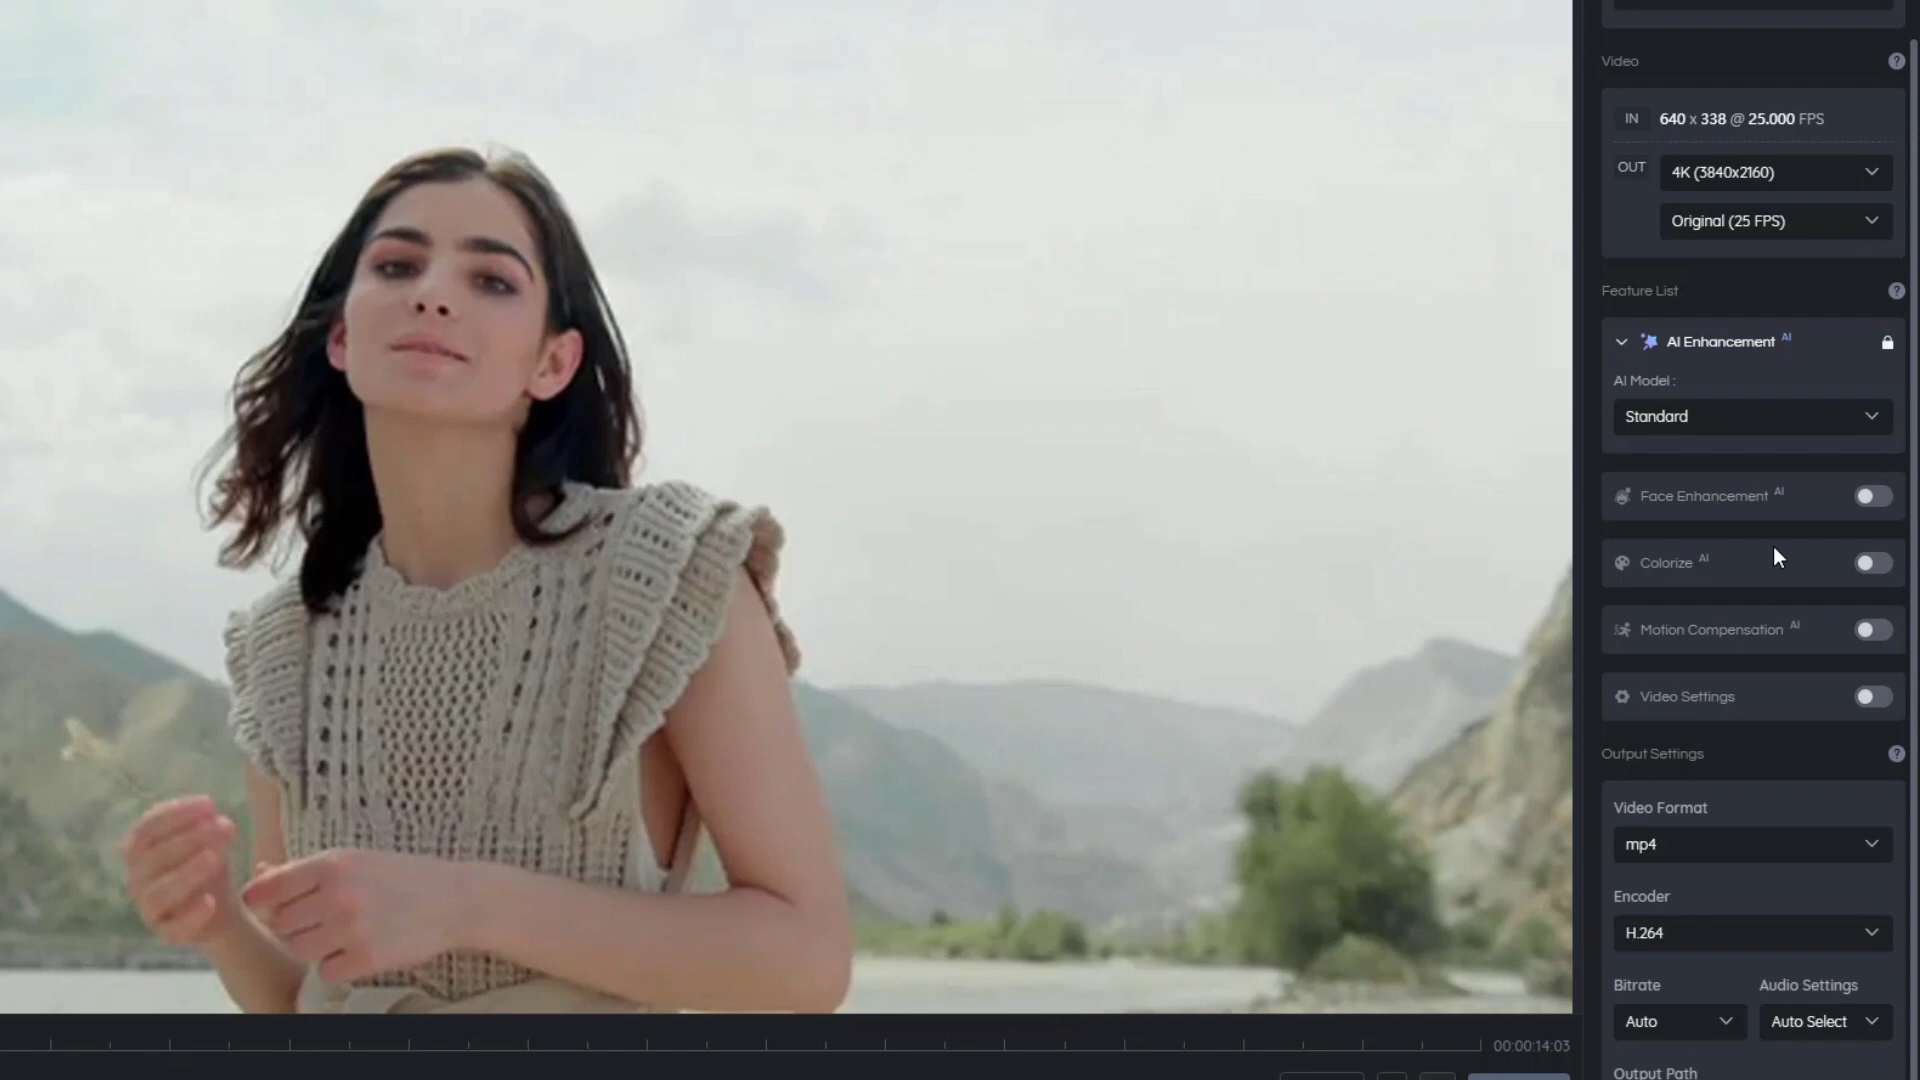 Video
IN 640 x 338 @ 25.000 FPS
OUT 4K (3840x2160)
Original (25 FPS)
Feature List
AI Enhancement AI
AI Model :
Standard
Face Enhancement AI
Colorize AI
Motion Compensation AI
Video Settings
Output Settings
Video Format
mp4
Encoder
H.264
Bitrate Audio Settings
Auto Auto Select
00:00:14:03
Output Path